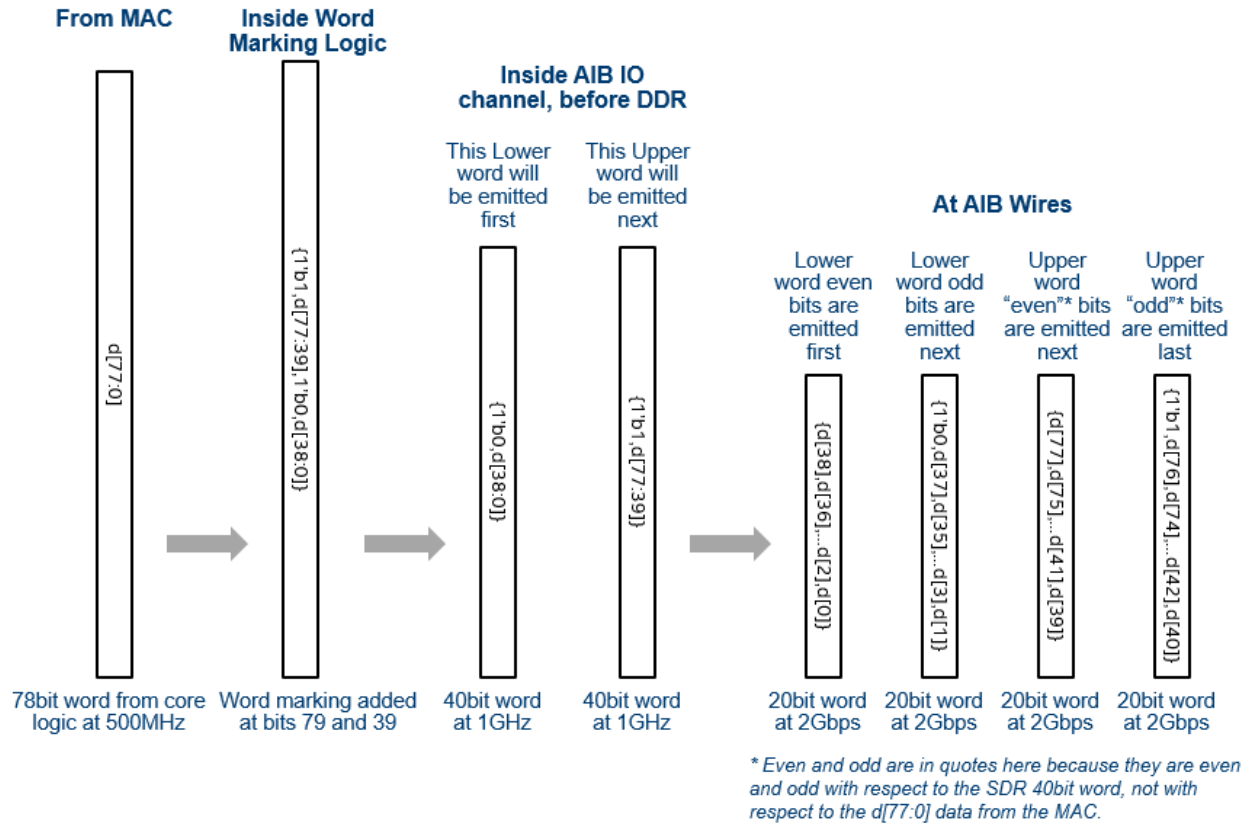 From MAC
Inside Word
Marking Logic
Inside AIB IO
channel, before DDR
This Lower
word will
be emitted
first
This Upper
word will
be emitted
next
At AIB Wires
Lower
word even
bits are
emitted
first
Lower
word odd
bits are
emitted
next
Upper
word
“even”* bits
are emitted
next
Upper
word
“odd”* bits
are emitted
last
d[77:0]
{1'b1,d[77:39],1'b0,d[38:0]}
{1'b0,d[38:0]}
{1'b1,d[77:39]}
{d[38],d[36],...d[2],d[0]}
{1'b0,d[37],d[35],...d[3],d[1]}
{d[77],d[75],...d[41],d[39]}
{1'b1,d[76],d[74],...d[42],d[40]}
78bit word from core
logic at 500MHz
Word marking added
at bits 79 and 39
40bit word
at 1GHz
40bit word
at 1GHz
20bit word
at 2Gbps
20bit word
at 2Gbps
20bit word
at 2Gbps
20bit word
at 2Gbps
* Even and odd are in quotes here because they are even
and odd with respect to the SDR 40bit word, not with
respect to the d[77:0] data from the MAC.